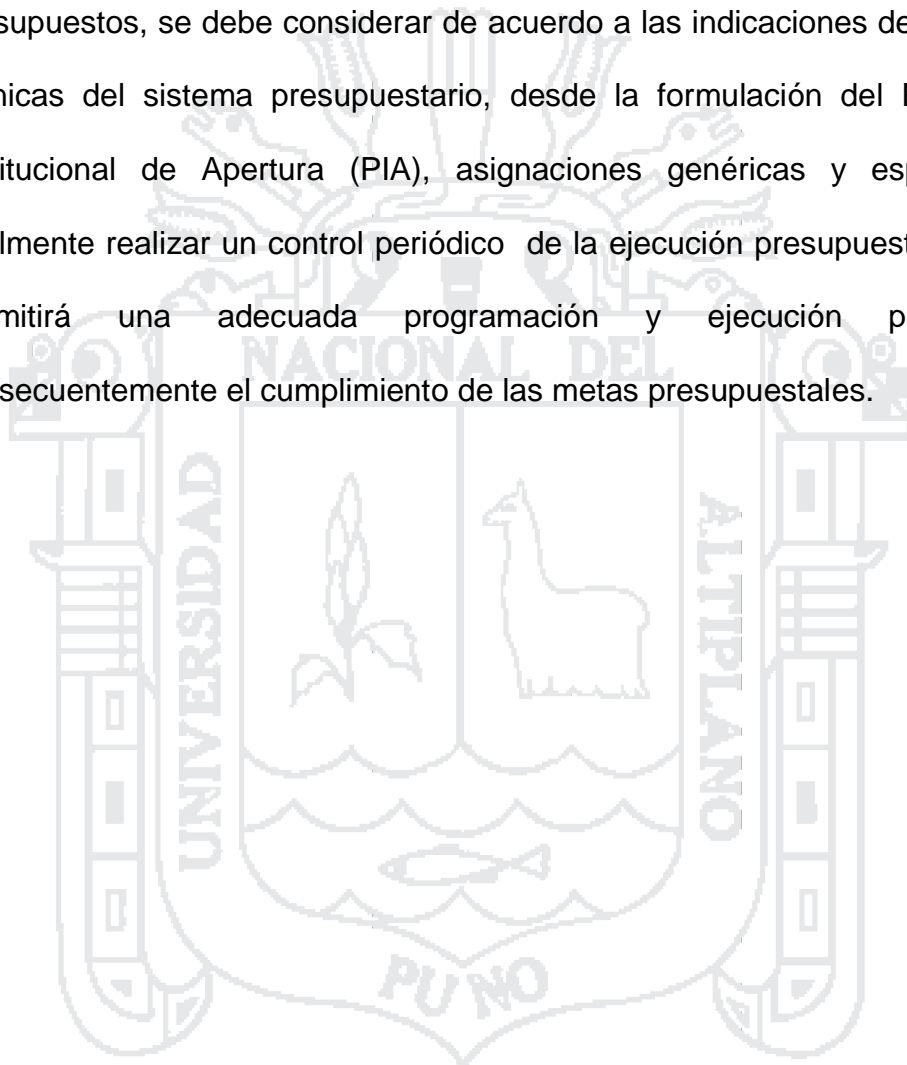 supuestos, se debe considerar de acuerdo a las indicaciones de
nicas del sistema presupuestario, desde la formulación del
itucional de Apertura (PIA), asignaciones genéricas y esp
lmente realizar un control periódico de la ejecución presupuest
mitirá una adecuada programación y ejecución p
secuentemente el cumplimiento de las metas presupuestales.
NACIONAL DEL
UNIVERSIDAD
ALTIPLANO
PUNO